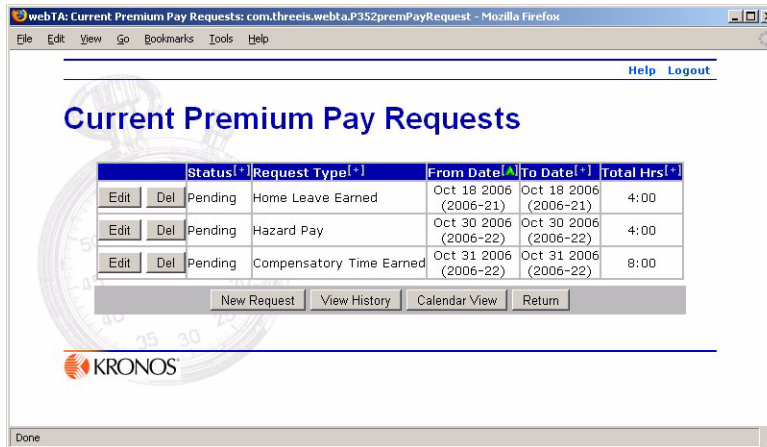 webTA: Current Premium Pay Requests: com.threeis.webta.P352premPayRequest - Mozilla Firefox
File Edit View Go Bookmarks Tools Help
Help Logout
Current Premium Pay Requests
Status[+] Request Type[+] From Date[∧] To Date[+] Total Hrs[+]
Edit Del Pending Home Leave Earned Oct 18 2006 (2006-21) Oct 18 2006 (2006-21) 4:00
Edit Del Pending Hazard Pay Oct 30 2006 (2006-22) Oct 30 2006 (2006-22) 4:00
Edit Del Pending Compensatory Time Earned Oct 31 2006 (2006-22) Oct 31 2006 (2006-22) 8:00
New Request View History Calendar View Return
35 30
KRONOS
Done